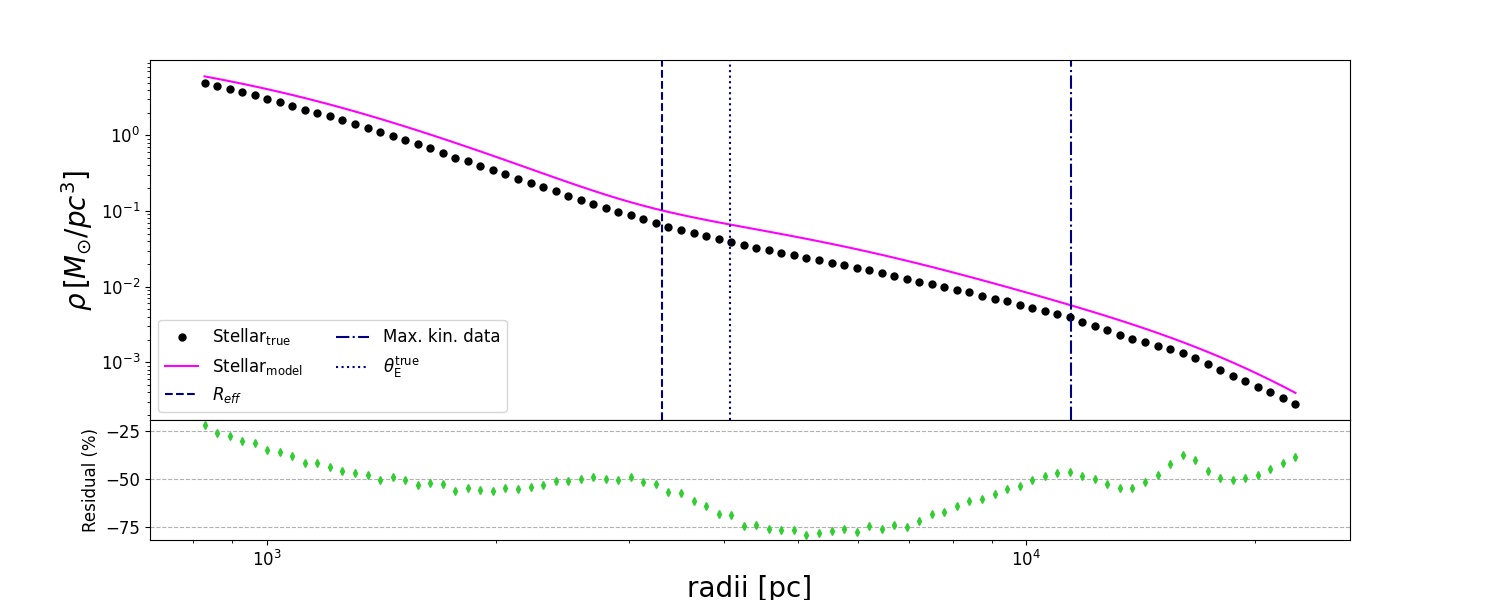 ρ [M⊙/pc³]
10⁰
10⁻¹
10⁻²
10⁻³
Stellar_true
Stellar_model
R_eff
Max. kin. data
θ_E^true
Residual (%)
−25
−50
−75
10³
10⁴
radii [pc]